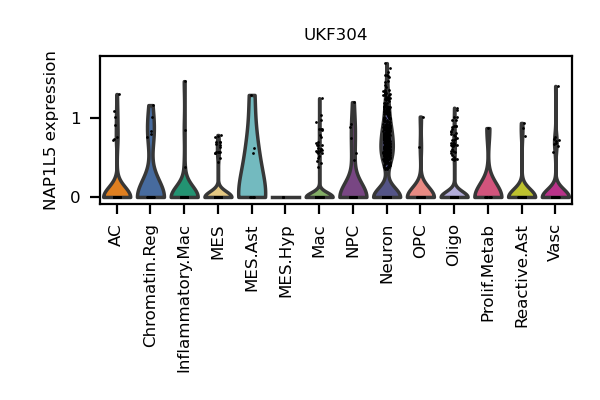 UKF304
NAP1L5 expression
1
0
AC
Chromatin.Reg
Inflammatory.Mac
MES
MES.Ast
MES.Hyp
Mac
NPC
Neuron
OPC
Oligo
Prolif.Metab
Reactive.Ast
Vasc